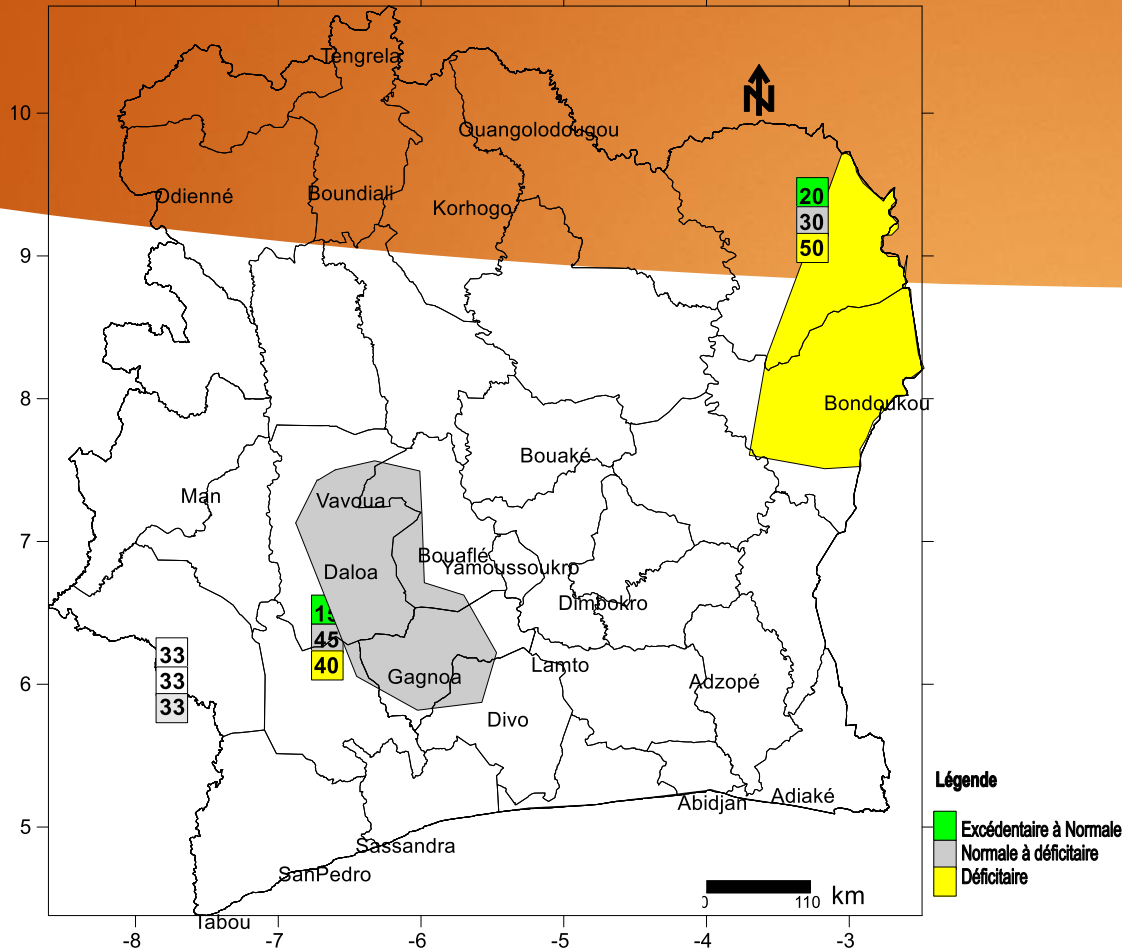 Tengrela
N
10
Ouangolodougou
Odienné
Boundiali
Korhogo
20
30
50
9
8
Bondoukou
Bouaké
Man
Vavoua
7
Bouaflé
Yamoussoukro
Daloa
Dimbokro
15
45
40
33
33
33
Lamto
6
Gagnoa
Adzopé
Divo
Légende
Abidjan
Adiaké
Excédentaire à Normale
5
Sassandra
Normale à déficitaire
SanPedro
Déficitaire
0 110 km
Tabou
-8 -7 -6 -5 -4 -3